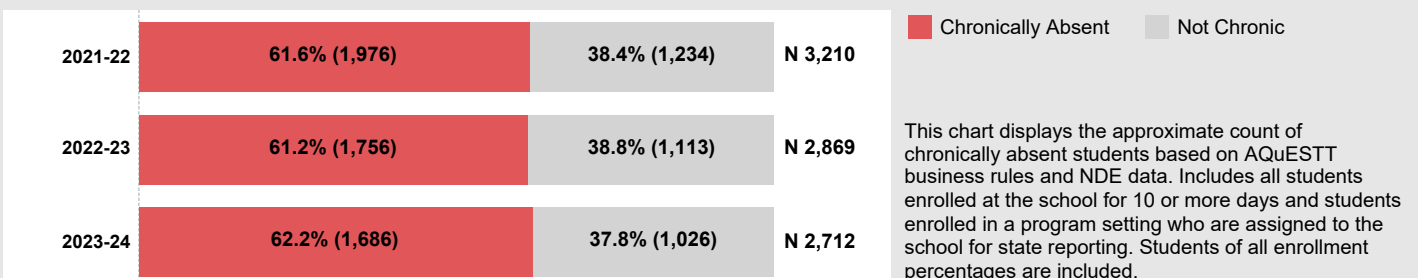 Chronically Absent Not Chronic
2021-22 61.6% (1,976) 38.4% (1,234) N 3,210
2022-23 61.2% (1,756) 38.8% (1,113) N 2,869
2023-24 62.2% (1,686) 37.8% (1,026) N 2,712
This chart displays the approximate count of
chronically absent students based on AQuESTT
business rules and NDE data. Includes all students
enrolled at the school for 10 or more days and students
enrolled in a program setting who are assigned to the
school for state reporting. Students of all enrollment
percentages are included.